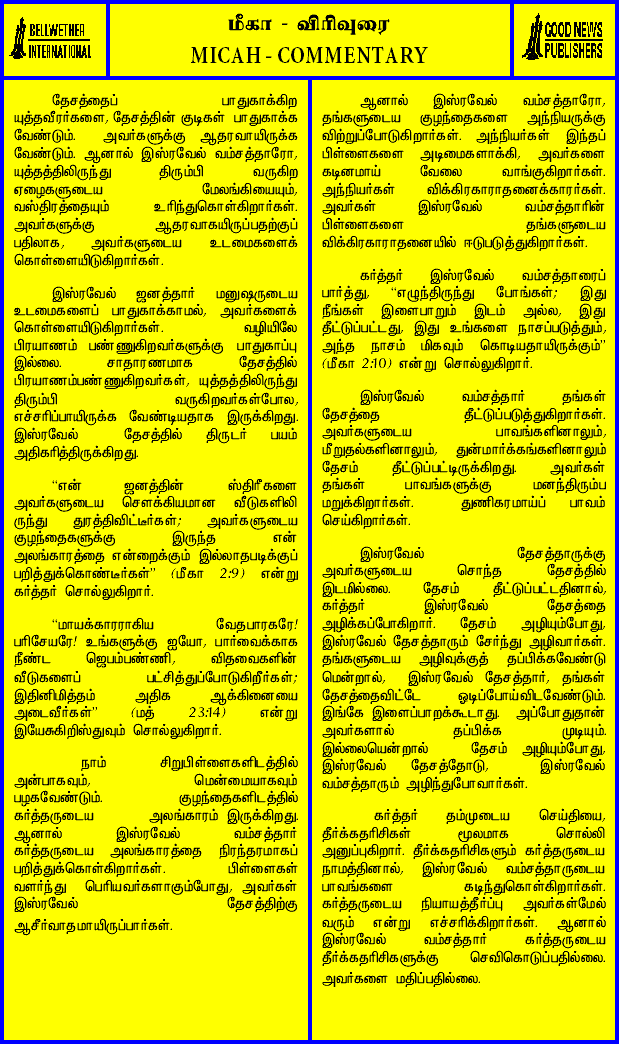 BELLWETHER
INTERNATIONAL
மீகா - விரிவுரை
MICAH - COMMENTARY
GOOD NEWS
PUBLISHERS
தேசத்தைப் பாதுகாக்கிற
யுத்தவீரர்களை, தேசத்தின் குடிகள் பாதுகாக்க
வேண்டும். அவர்களுக்கு ஆதரவாயிருக்க
வேண்டும். ஆனால் இஸ்ரவேல் வம்சத்தாரோ,
யுத்தத்திலிருந்து திரும்பி வருகிற
ஏழைகளுடைய மேலங்கியையும்,
வஸ்திரத்தையும் உரிந்துகொள்கிறார்கள்.
அவர்களுக்கு ஆதரவாகயிருப்பதற்குப்
பதிலாக, அவர்களுடைய உடமைகளைக்
கொள்ளையிடுகிறார்கள்.
இஸ்ரவேல் ஜனத்தார் மனுஷருடைய
உடமைகளைப் பாதுகாக்காமல், அவர்களைக்
கொள்ளையிடுகிறார்கள். வழியிலே
பிரயாணம் பண்ணுகிறவர்களுக்கு பாதுகாப்பு
இல்லை. சாதாரணமாக தேசத்தில்
பிரயாணம்பண்ணுகிறவர்கள், யுத்தத்திலிருந்து
திரும்பி வருகிறவர்கள்போல,
எச்சரிப்பாயிருக்க வேண்டியதாக இருக்கிறது.
இஸ்ரவேல் தேசத்தில் திருடர் பயம்
அதிகரித்திருக்கிறது.
“என் ஜனத்தின் ஸ்திரீகளை
அவர்களுடைய செளக்கியமான வீடுகளிலி
ருந்து துரத்திவிட்டீர்கள்; அவர்களுடைய
குழந்தைகளுக்கு இருந்த என்
அலங்காரத்தை என்றைக்கும் இல்லாதபடிக்குப்
பறித்துக்கொண்டீர்கள்” (மீகா 2:9) என்று
கர்த்தர் சொல்லுகிறார்.
“மாயக்காரராகிய வேதபாரகரே!
பரிசேயரே! உங்களுக்கு ஐயோ, பார்வைக்காக
நீண்ட ஜெபம்பண்ணி, விதவைகளின்
வீடுகளைப் பட்சித்துப்போடுகிறீர்கள்;
இதினிமித்தம் அதிக ஆக்கினையை
அடைவீர்கள்” (மத் 23:14) என்று
இயேசுகிறிஸ்துவும் சொல்லுகிறார்.
நாம் சிறுபிள்ளைகளிடத்தில்
அன்பாகவும், மென்மையாகவும்
பழகவேண்டும். குழந்தைகளிடத்தில்
கர்த்தருடைய அலங்காரம் இருக்கிறது.
ஆனால் இஸ்ரவேல் வம்சத்தார்
கர்த்தருடைய அலங்காரத்தை நிரந்தரமாகப்
பறித்துக்கொள்கிறார்கள். பிள்ளைகள்
வளர்ந்து பெரியவர்களாகும்போது, அவர்கள்
இஸ்ரவேல் தேசத்திற்கு
ஆசீர்வாதமாயிருப்பார்கள்.
ஆனால் இஸ்ரவேல் வம்சத்தாரோ,
தங்களுடைய குழந்தைகளை அந்நியருக்கு
விற்றுப்போடுகிறார்கள். அந்நியர்கள் இந்தப்
பிள்ளைகளை அடிமைகளாக்கி, அவர்களை
கடினமாய் வேலை வாங்குகிறார்கள்.
அந்நியர்கள் விக்கிரகாராதனைக்காரர்கள்.
அவர்கள் இஸ்ரவேல் வம்சத்தாரின்
பிள்ளைகளை தங்களுடைய
விக்கிரகாராதனையில் ஈடுபடுத்துகிறார்கள்.
கர்த்தர் இஸ்ரவேல் வம்சத்தாரைப்
பார்த்து, “எழுந்திருந்து போங்கள்; இது
நீங்கள் இளைபாறும் இடம் அல்ல, இது
தீட்டுப்பட்டது, இது உங்களை நாசப்படுத்தும்,
அந்த நாசம் மிகவும் கொடியதாயிருக்கும்”
(மீகா 2:10) என்று சொல்லுகிறார்.
இஸ்ரவேல் வம்சத்தார் தங்கள்
தேசத்தை தீட்டுப்படுத்துகிறார்கள்.
அவர்களுடைய பாவங்களினாலும்,
மீறுதல்களினாலும், துன்மார்க்கங்களினாலும்
தேசம் தீட்டுப்பட்டிருக்கிறது. அவர்கள்
தங்கள் பாவங்களுக்கு மனந்திரும்ப
மறுக்கிறார்கள். துணிகரமாய்ப் பாவம்
செய்கிறார்கள்.
இஸ்ரவேல் தேசத்தாருக்கு
அவர்களுடைய சொந்த தேசத்தில்
இடமில்லை. தேசம் தீட்டுப்பட்டதினால்,
கர்த்தர் இஸ்ரவேல் தேசத்தை
அழிக்கப்போகிறார். தேசம் அழியும்போது,
இஸ்ரவேல் தேசத்தாரும் சேர்ந்து அழிவார்கள்.
தங்களுடைய அழிவுக்குத் தப்பிக்கவேண்டு
மென்றால், இஸ்ரவேல் தேசத்தார், தங்கள்
தேசத்தைவிட்டே ஓடிப்போய்விடவேண்டும்.
இங்கே இளைப்பாறக்கூடாது. அப்போதுதான்
அவர்களால் தப்பிக்க முடியும்.
இல்லையென்றால் தேசம் அழியும்போது,
இஸ்ரவேல் தேசத்தோடு, இஸ்ரவேல்
வம்சத்தாரும் அழிந்துபோவார்கள்.
கர்த்தர் தம்முடைய செய்தியை,
தீர்க்கதரிசிகள் மூலமாக சொல்லி
அனுப்புகிறார். தீர்க்கதரிசிகளும் கர்த்தருடைய
நாமத்தினால், இஸ்ரவேல் வம்சத்தாருடைய
பாவங்களை கடிந்துகொள்கிறார்கள்.
கர்த்தருடைய நியாயத்தீர்ப்பு அவர்கள்மேல்
வரும் என்று எச்சரிக்கிறார்கள். ஆனால்
இஸ்ரவேல் வம்சத்தார் கர்த்தருடைய
தீர்க்கதரிசிகளுக்கு செவிகொடுப்பதில்லை.
அவர்களை மதிப்பதில்லை.